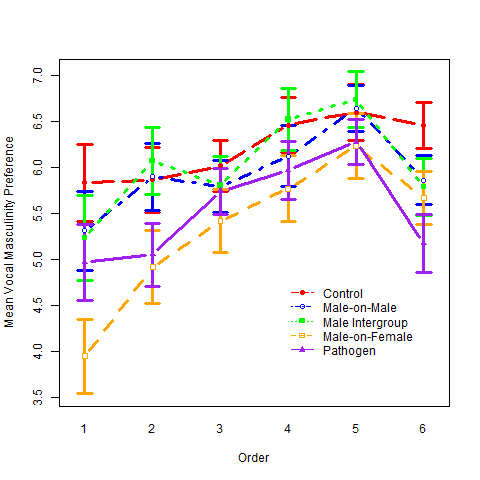 Mean Vocal Masculinity Preference
7.0
6.5
6.0
5.5
5.0
4.5
4.0
3.5
Control
Male-on-Male
Male Intergroup
Male-on-Female
Pathogen
1 2 3 4 5 6
Order